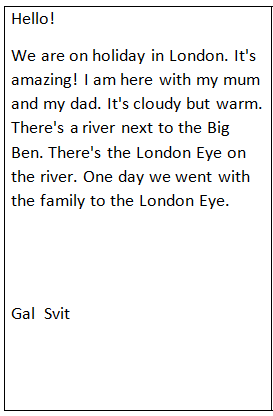 Hello!
We are on holiday in London. It's
amazing! I am here with my mum
and my dad. It's cloudy but warm.
There's a river next to the Big
Ben. There's the London Eye on
the river. One day we went with
the family to the London Eye.
Gal  Svit